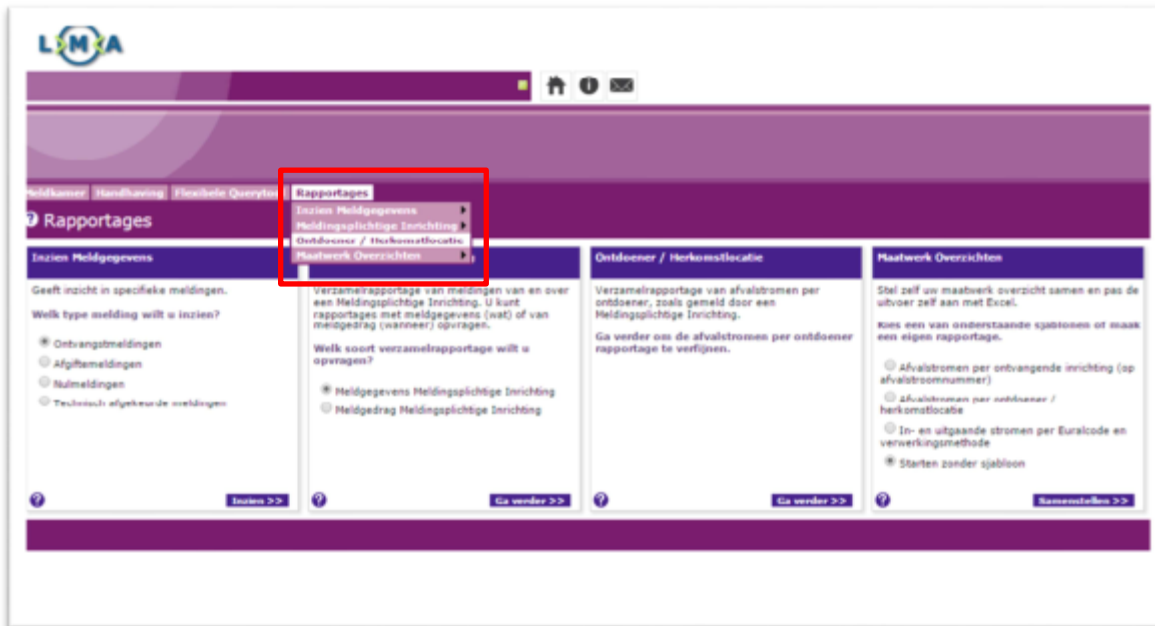 LMA
Meldkamer Handhaving Flexibele Querytool Rapportages
Inzien Meldgegevens
Meldingsplichtige Inrichting
Ontdoener / Herkomstlocatie
Maatwerk Overzichten
Rapportages
Inzien Meldgegevens
Geeft inzicht in specifieke meldingen.
Welk type melding wilt u inzien?
Ontvangstmeldingen
Afgiftemeldingen
Nulmeldingen
Technisch afgekeurde meldingen
Inzien >>
Verzamelrapportage van meldingen van en over
een Meldingsplichtige Inrichting. U kunt
rapportages met meldgegevens (wat) of van
meldgedrag (wanneer) opvragen.
Welk soort verzamelrapportage wilt u
opvragen?
Meldgegevens Meldingsplichtige Inrichting
Meldgedrag Meldingsplichtige Inrichting
Ga verder >>
Ontdoener / Herkomstlocatie
Verzamelrapportage van afvalstromen per
ontdoener, zoals gemeld door een
Meldingsplichtige Inrichting.
Ga verder om de afvalstromen per ontdoener
rapportage te verfijnen.
Ga verder >>
Maatwerk Overzichten
Stel zelf uw maatwerk overzicht samen en pas de
uitvoer zelf aan met Excel.
Kies een van onderstaande sjablonen of maak
een eigen rapportage.
Afvalstromen per ontvangende inrichting (op
afvalstroomnummer)
Afvalstromen per ontdoener /
herkomstlocatie
In- en uitgaande stromen per Euralcode en
verwerkingsmethode
Starten zonder sjabloon
Samenstellen >>